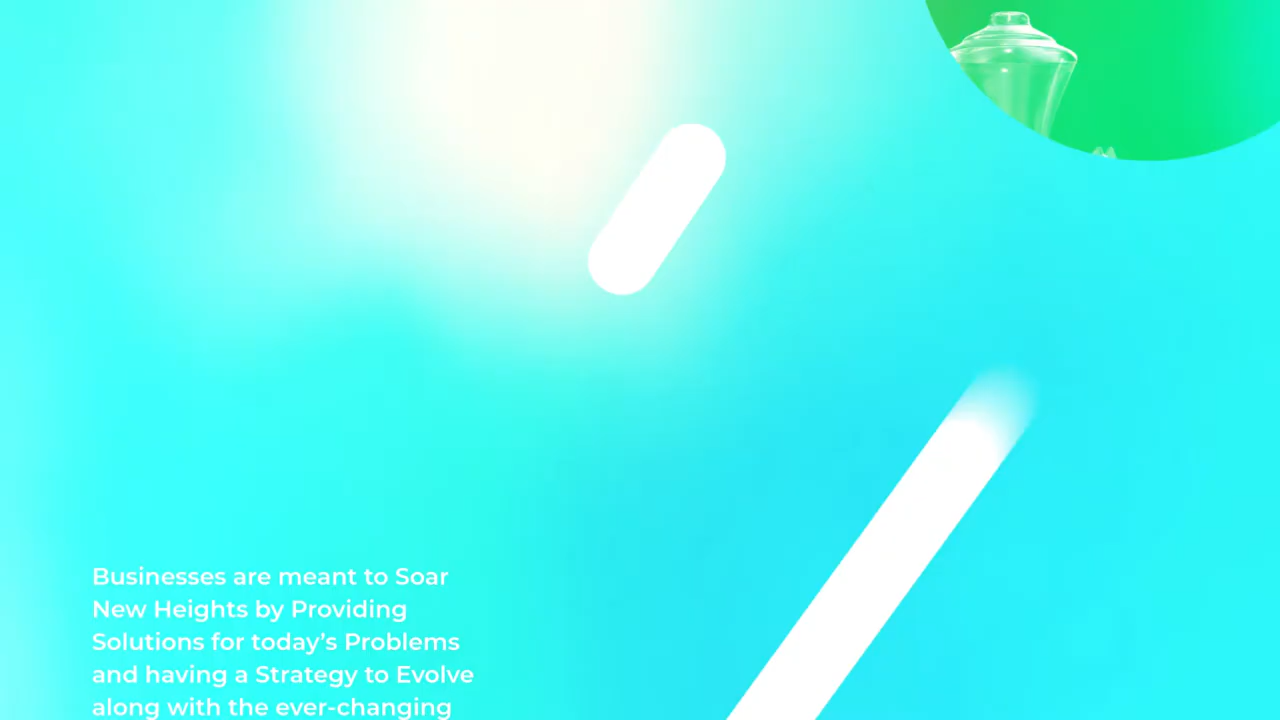 Businesses are meant to Soar
New Heights by Providing
Solutions for today’s Problems
and having a Strategy to Evolve
along with the ever-changing